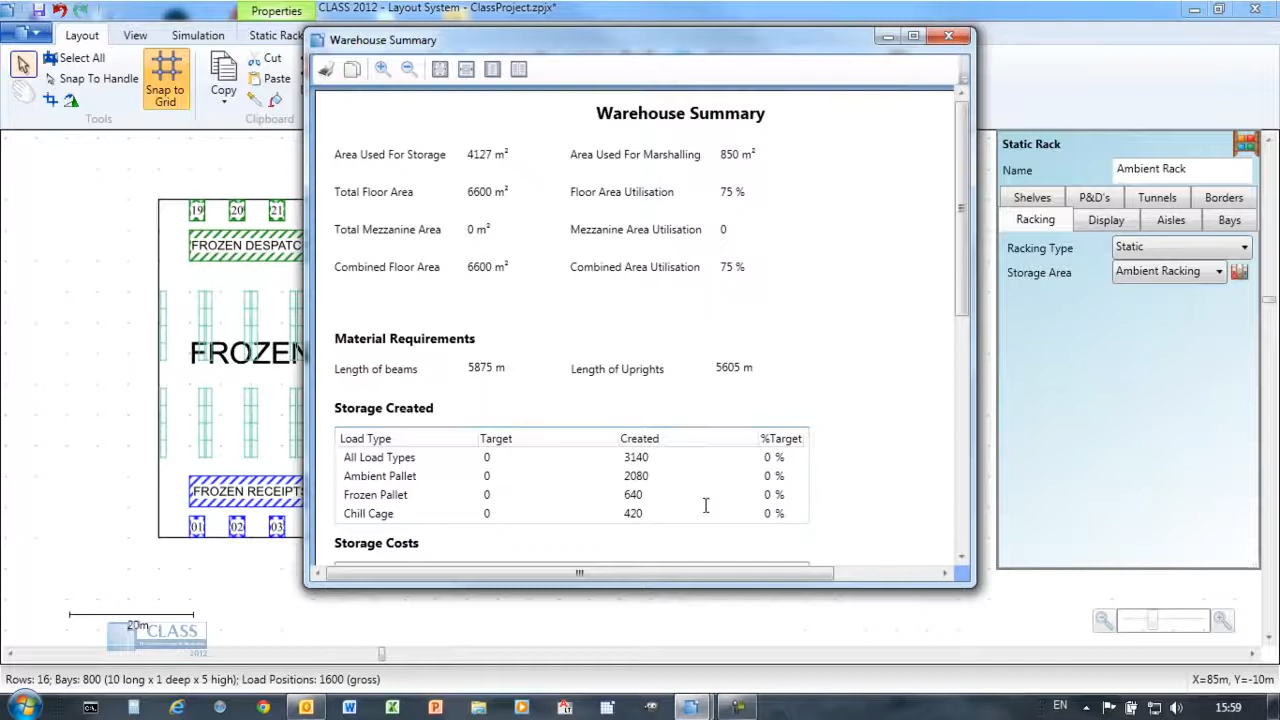 Properties
CLASS 2012 - Layout System - ClassProject.zpjx*
Layout View Simulation Static Rack
Select All
Snap To Handle
Snap to Grid
Tools
Copy
Cut
Paste
Clipboard
Warehouse Summary
Warehouse Summary
Area Used For Storage 4127 m² Area Used For Marshalling 850 m²
Total Floor Area 6600 m² Floor Area Utilisation 75 %
Total Mezzanine Area 0 m² Mezzanine Area Utilisation 0
Combined Floor Area 6600 m² Combined Area Utilisation 75 %
Material Requirements
Length of beams 5875 m Length of Uprights 5605 m
Storage Created
Load Type Target Created %Target
All Load Types 0 3140 0 %
Ambient Pallet 0 2080 0 %
Frozen Pallet 0 640 0 %
Chill Cage 0 420 0 %
Storage Costs
19 20 21
FROZEN DESPATC
FROZEN
FROZEN RECEIPTS
01 02 03
20m
CLASS
2012
Static Rack
Name Ambient Rack
Shelves P&D's Tunnels Borders
Racking Display Aisles Bays
Racking Type Static
Storage Area Ambient Racking
Rows: 16; Bays: 800 (10 long x 1 deep x 5 high); Load Positions: 1600 (gross) X=85m, Y=-10m
EN 15:59